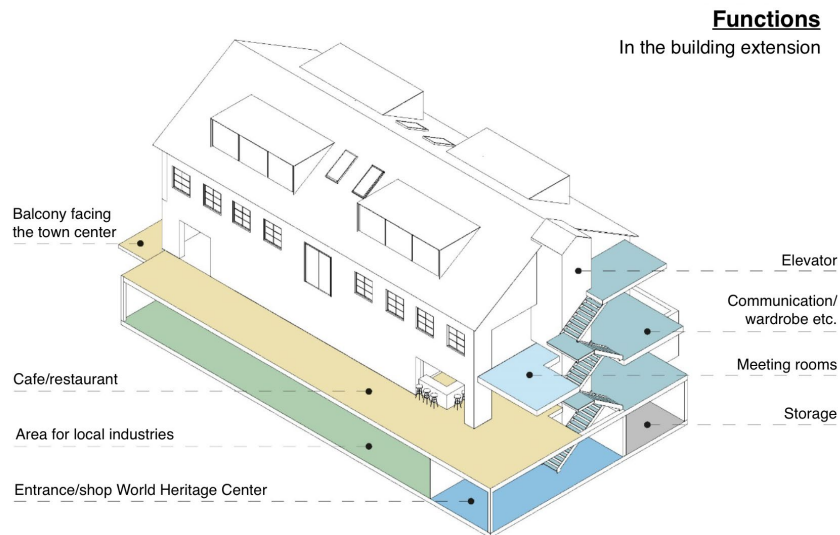 Functions
In the building extension
Balcony facing
the town center
Cafe/restaurant
Area for local industries
Entrance/shop World Heritage Center
Elevator
Communication/
wardrobe etc.
Meeting rooms
Storage